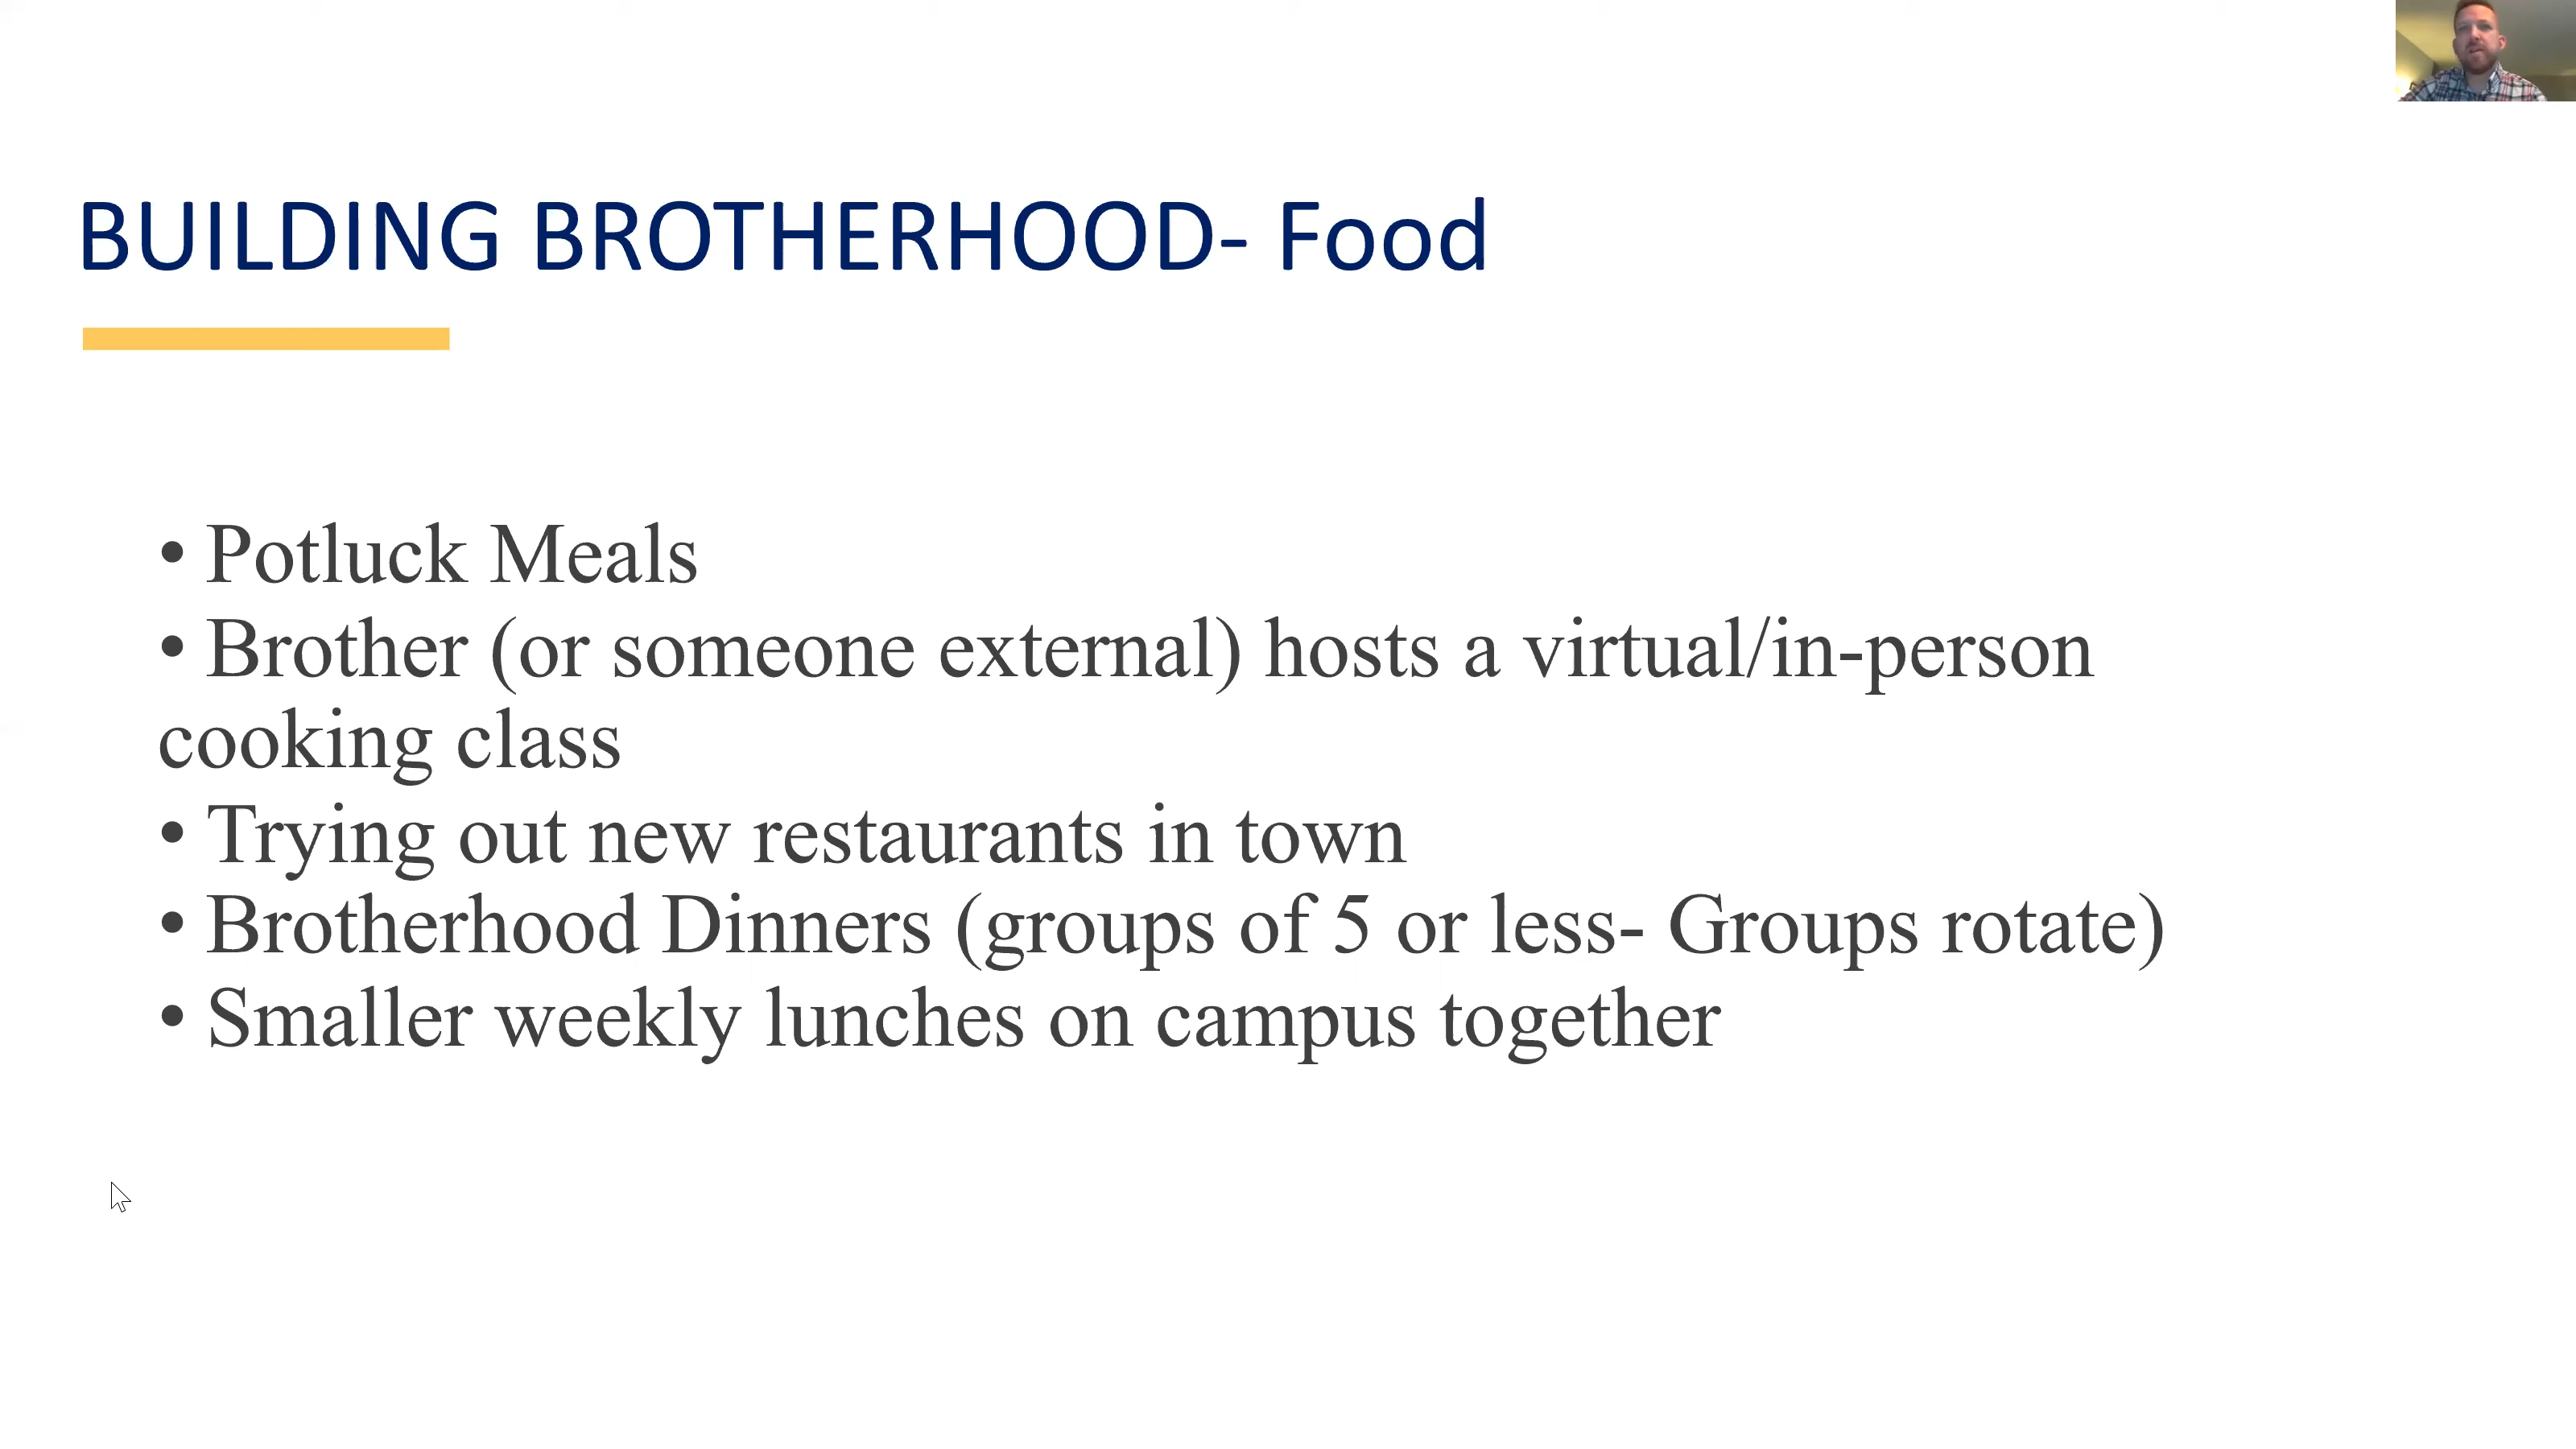 BUILDING BROTHERHOOD- Food
• Potluck Meals
• Brother (or someone external) hosts a virtual/in-person
cooking class
• Trying out new restaurants in town
• Brotherhood Dinners (groups of 5 or less- Groups rotate)
• Smaller weekly lunches on campus together